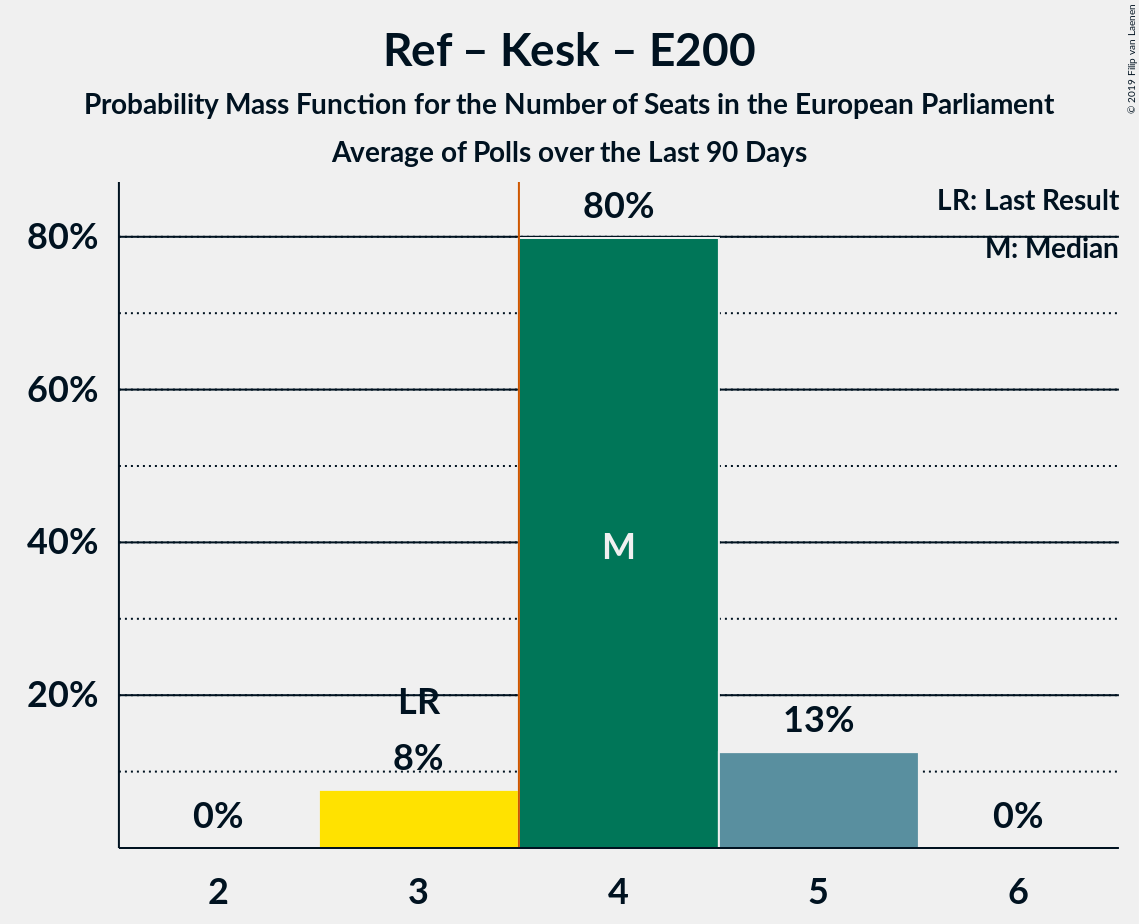 Ref – Kesk – E200
Probability Mass Function for the Number of Seats in the European Parliament
Average of Polls over the Last 90 Days
© 2019 Filip van Laenen
LR: Last Result
M: Median
80%
60%
40%
20%
0%
LR
8%
80%
M
13%
0%
2
3
4
5
6